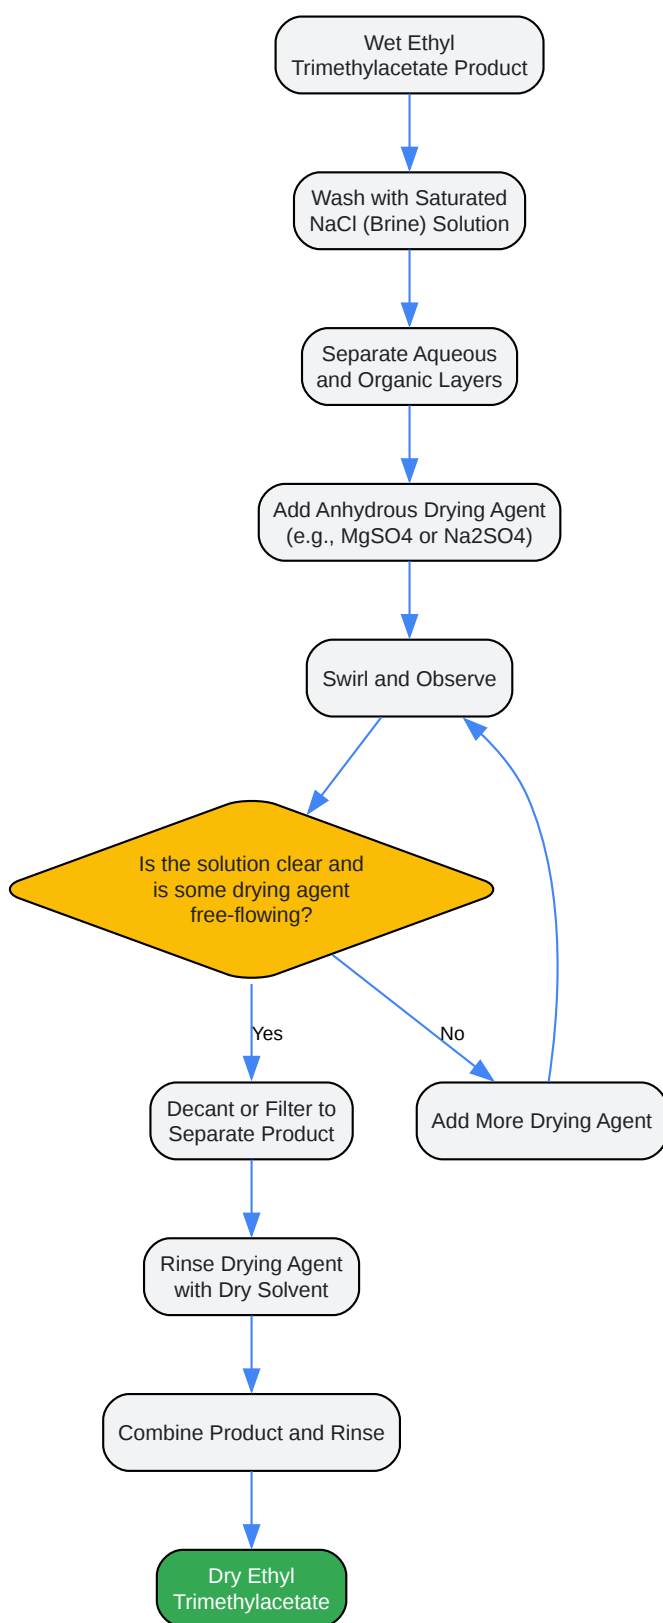 Wet Ethyl
Trimethylacetate Product
Wash with Saturated
NaCl (Brine) Solution
Separate Aqueous
and Organic Layers
Add Anhydrous Drying Agent
(e.g., MgSO4 or Na2SO4)
Swirl and Observe
Is the solution clear and
is some drying agent
free-flowing?
Yes
No
Decant or Filter to
Separate Product
Add More Drying Agent
Rinse Drying Agent
with Dry Solvent
Combine Product and Rinse
Dry Ethyl
Trimethylacetate